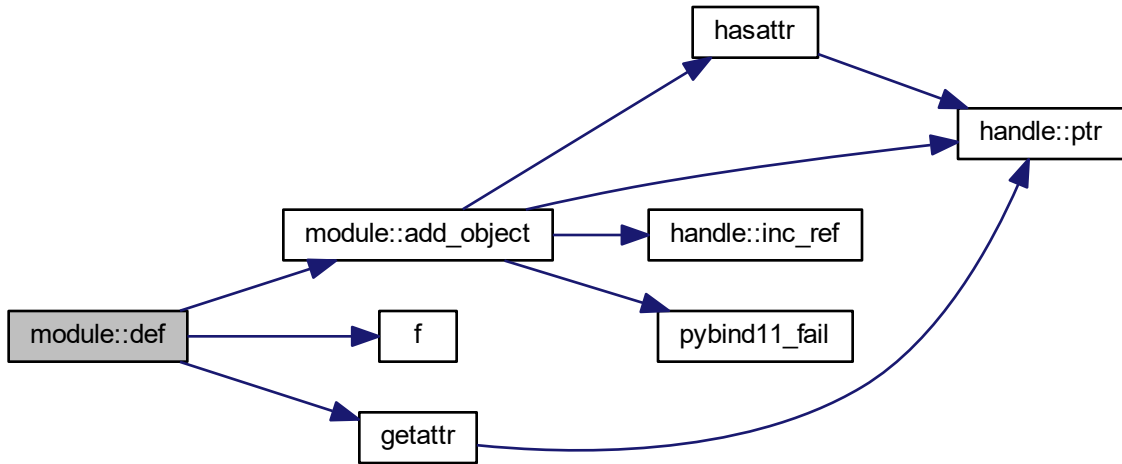 hasattr
handle::ptr
module::add_object
handle::inc_ref
module::def
f
pybind11_fail
getattr